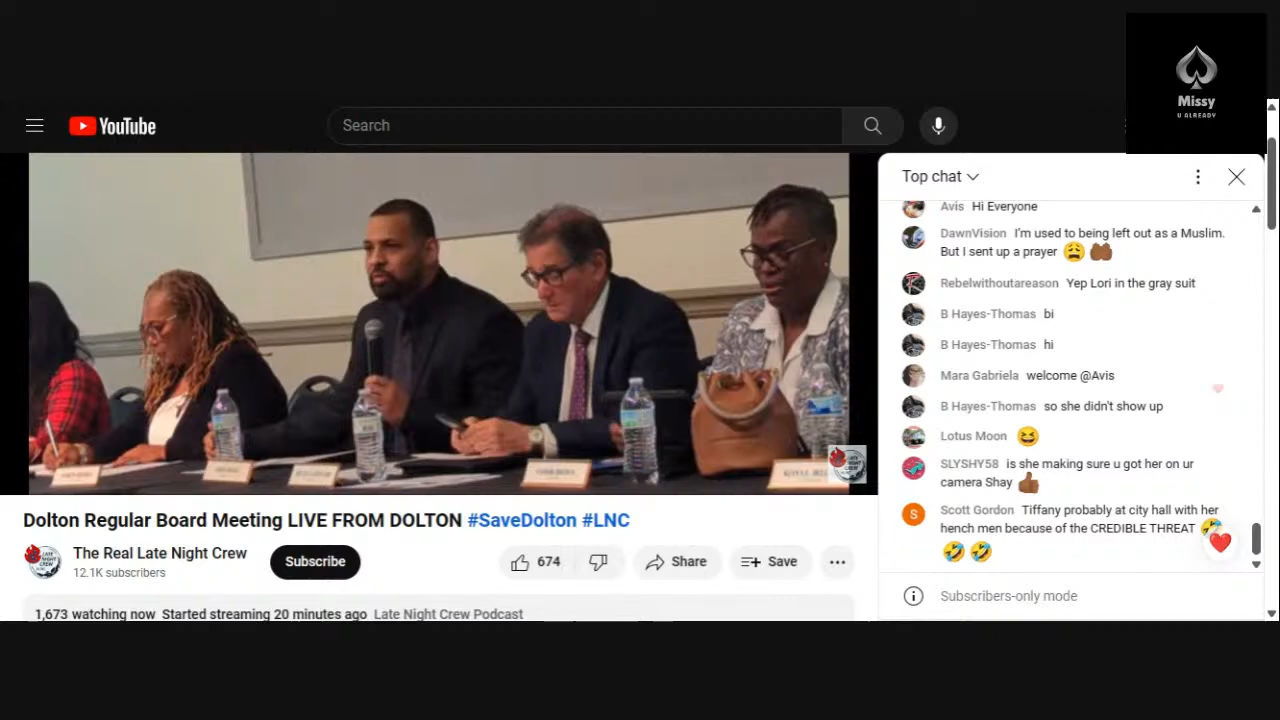 Missy
U ALREADY
YouTube
Search
Top chat
Avis Hi Everyone
DawnVision I'm used to being left out as a Muslim.
But I sent up a prayer 😩 🤲🏾
Rebelwithoutareason Yep Lori in the gray suit
B Hayes-Thomas bi
B Hayes-Thomas hi
Mara Gabriela welcome @Avis
B Hayes-Thomas so she didn't show up
Lotus Moon 😆
SLYSHY58 is she making sure u got her on ur
camera Shay 👍🏾
S
Scott Gordon Tiffany probably at city hall with her
hench men because of the CREDIBLE THREAT 🤣
🤣 🤣
Subscribers-only mode
LATE
NIGHT
CREW
Dolton Regular Board Meeting LIVE FROM DOLTON #SaveDolton #LNC
The Real Late Night Crew
12.1K subscribers
Subscribe
674
Share
Save
1,673 watching now Started streaming 20 minutes ago Late Night Crew Podcast